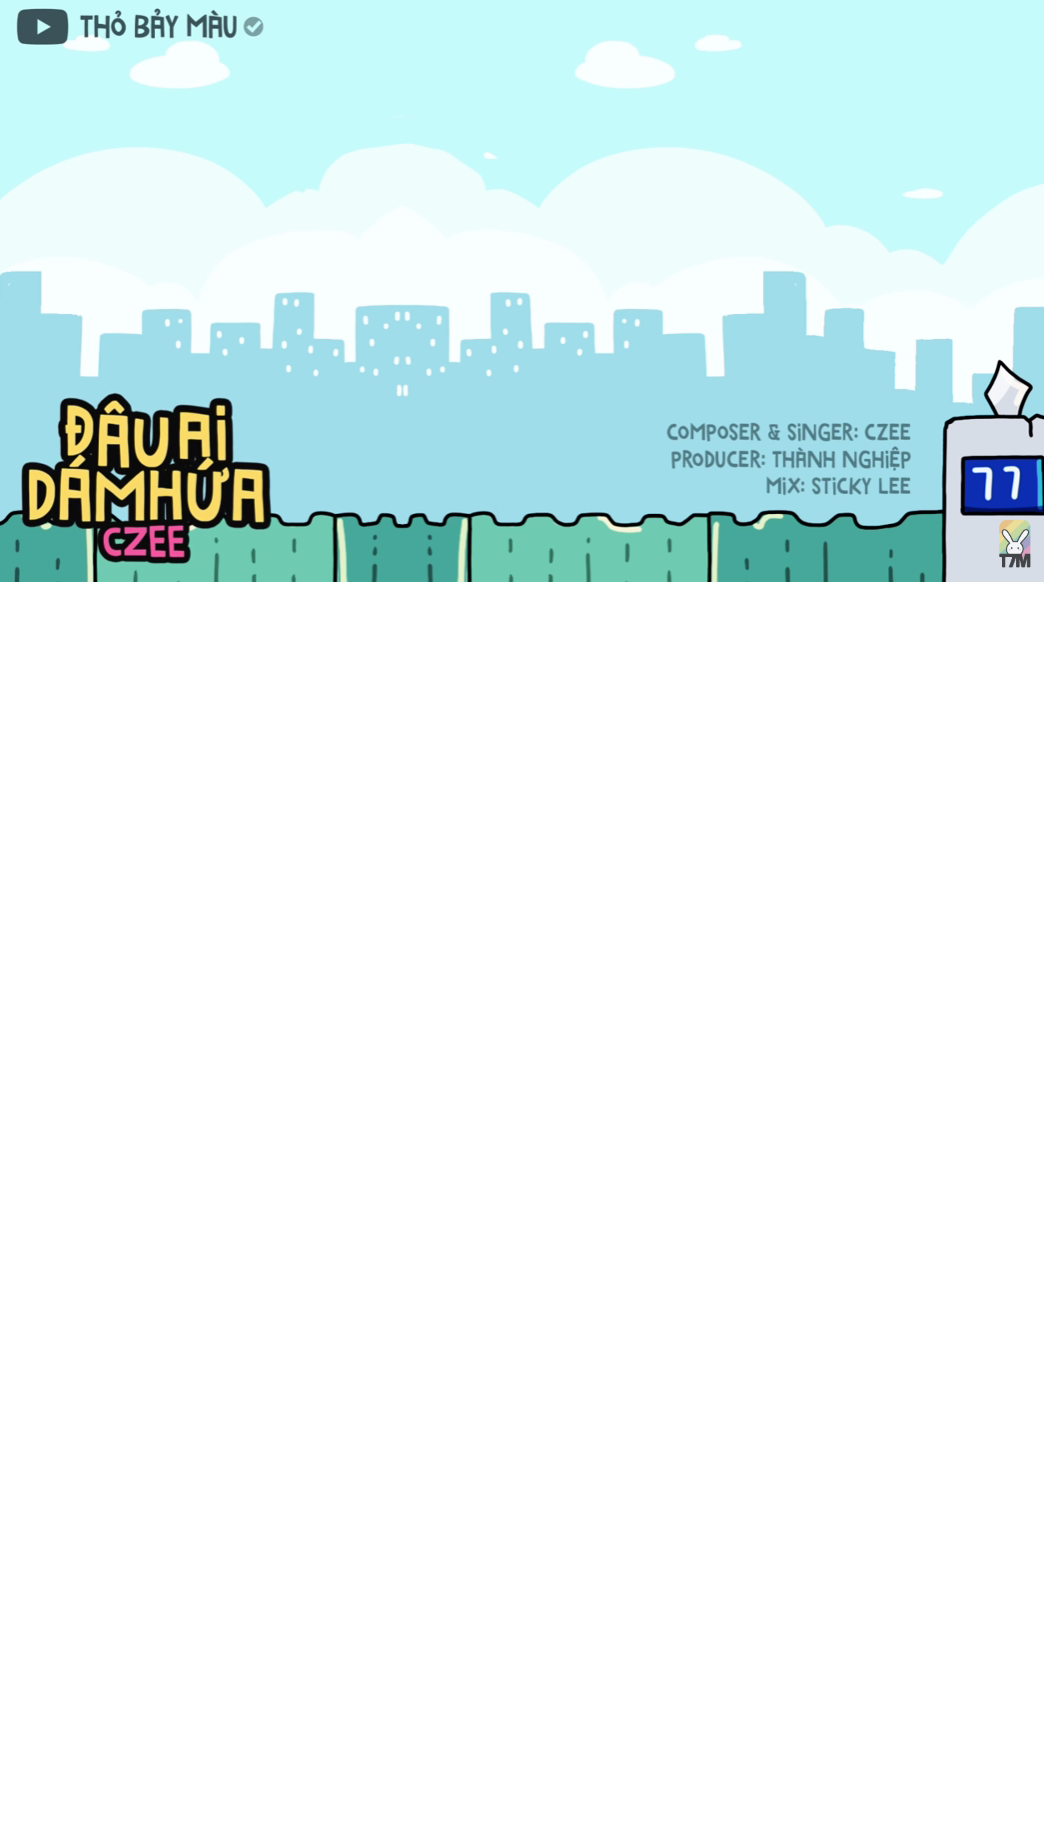 THỎ BẢY MÀU
ĐÂU AI
DÁM HỨA
CZEE
COMPOSER & SINGER: CZEE
PRODUCER: THÀNH NGHIỆP
MIX: STICKY LEE
77
T7M